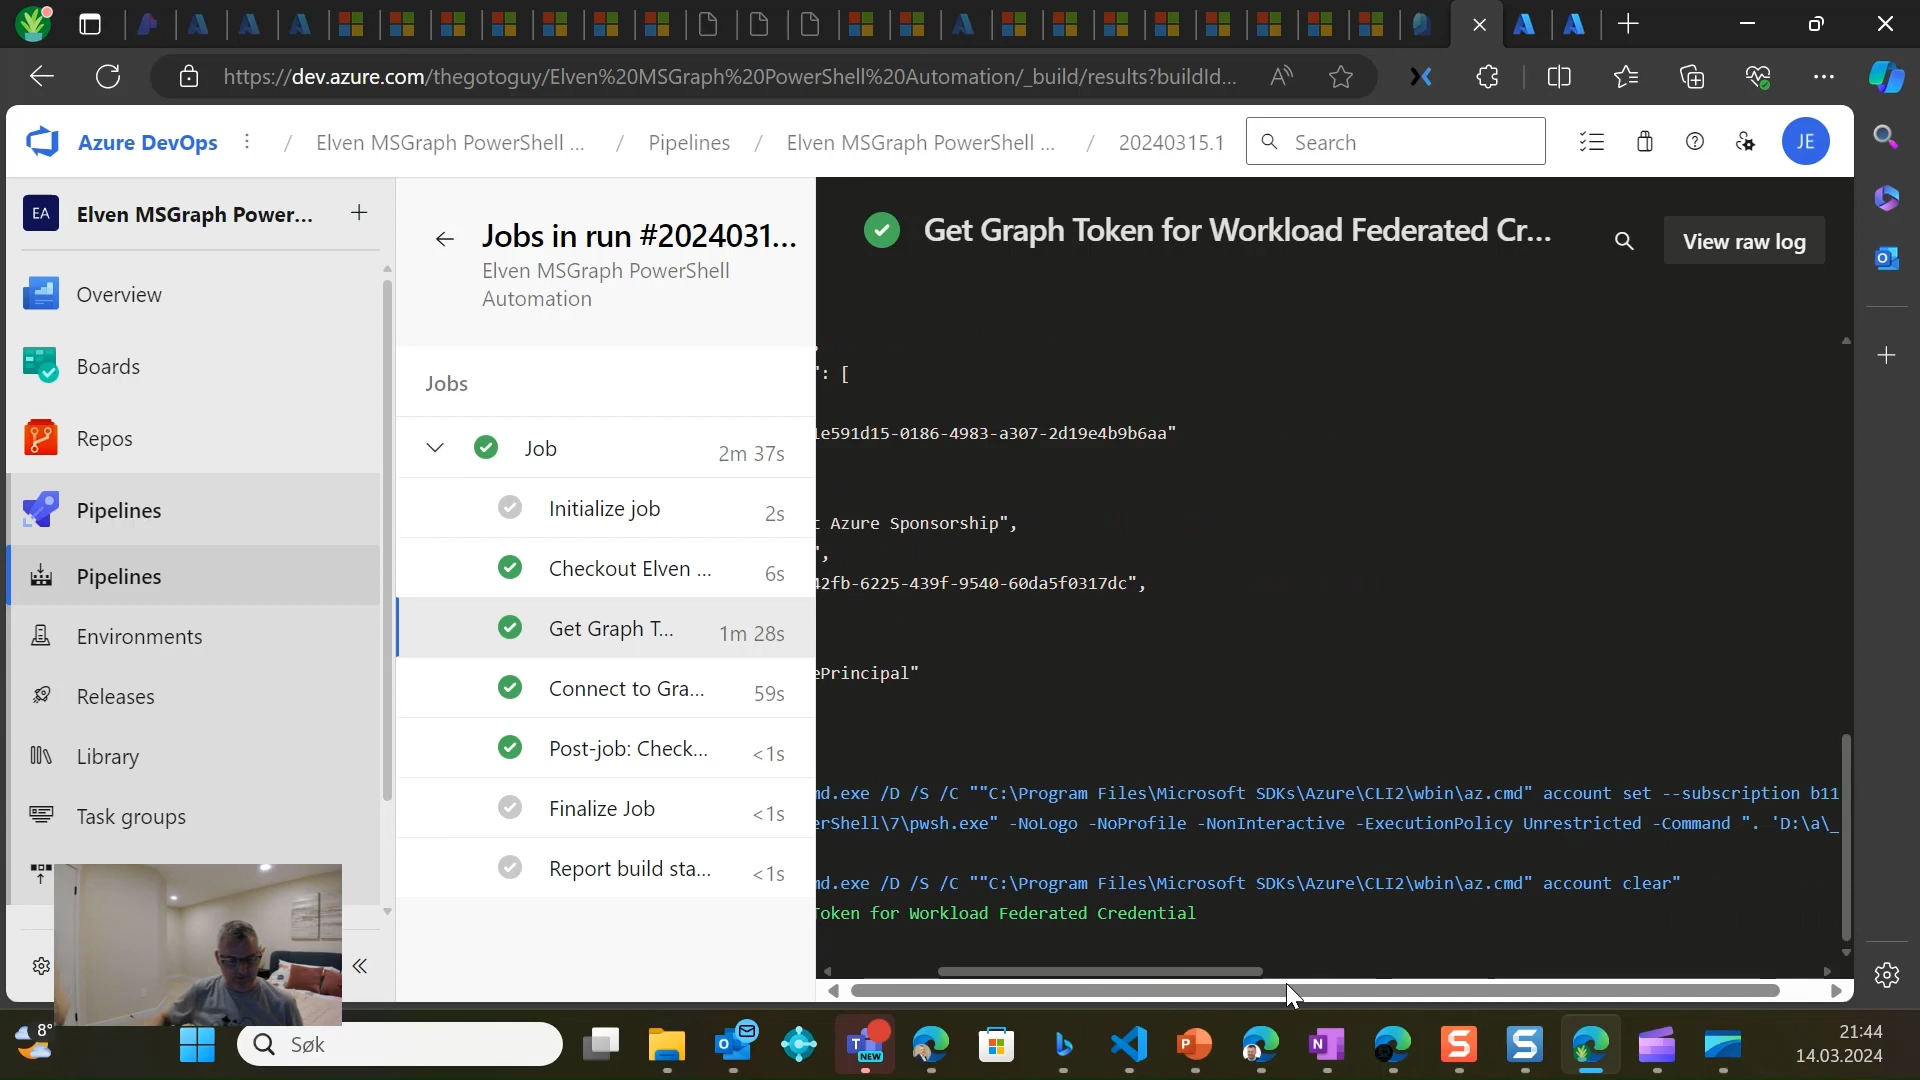 https://dev.azure.com/thegotoguy/Elven%20MSGraph%20PowerShell%20Automation/_build/results?buildId...
Azure DevOps
/ Elven MSGraph PowerShell ... / Pipelines / Elven MSGraph PowerShell ... / 20240315.1
Search
JE
EA
Elven MSGraph Power...
Overview
Boards
Repos
Pipelines
Pipelines
Environments
Releases
Library
Task groups
Jobs in run #2024031...
Elven MSGraph PowerShell
Automation
Jobs
Job 2m 37s
Initialize job 2s
Checkout Elven ... 6s
Get Graph T... 1m 28s
Connect to Gra... 59s
Post-job: Check... <1s
Finalize Job <1s
Report build sta... <1s
Get Graph Token for Workload Federated Cr...
View raw log
": [
1e591d15-0186-4983-a307-2d19e4b9b6aa"
t Azure Sponsorship",
",
42fb-6225-439f-9540-60da5f0317dc",
ePrincipal"
md.exe /D /S /C ""C:\Program Files\Microsoft SDKs\Azure\CLI2\wbin\az.cmd" account set --subscription b11
erShell\7\pwsh.exe" -NoLogo -NoProfile -NonInteractive -ExecutionPolicy Unrestricted -Command ". 'D:\a\_
md.exe /D /S /C ""C:\Program Files\Microsoft SDKs\Azure\CLI2\wbin\az.cmd" account clear"
Token for Workload Federated Credential
8°
Søk
NEW
21:44
14.03.2024